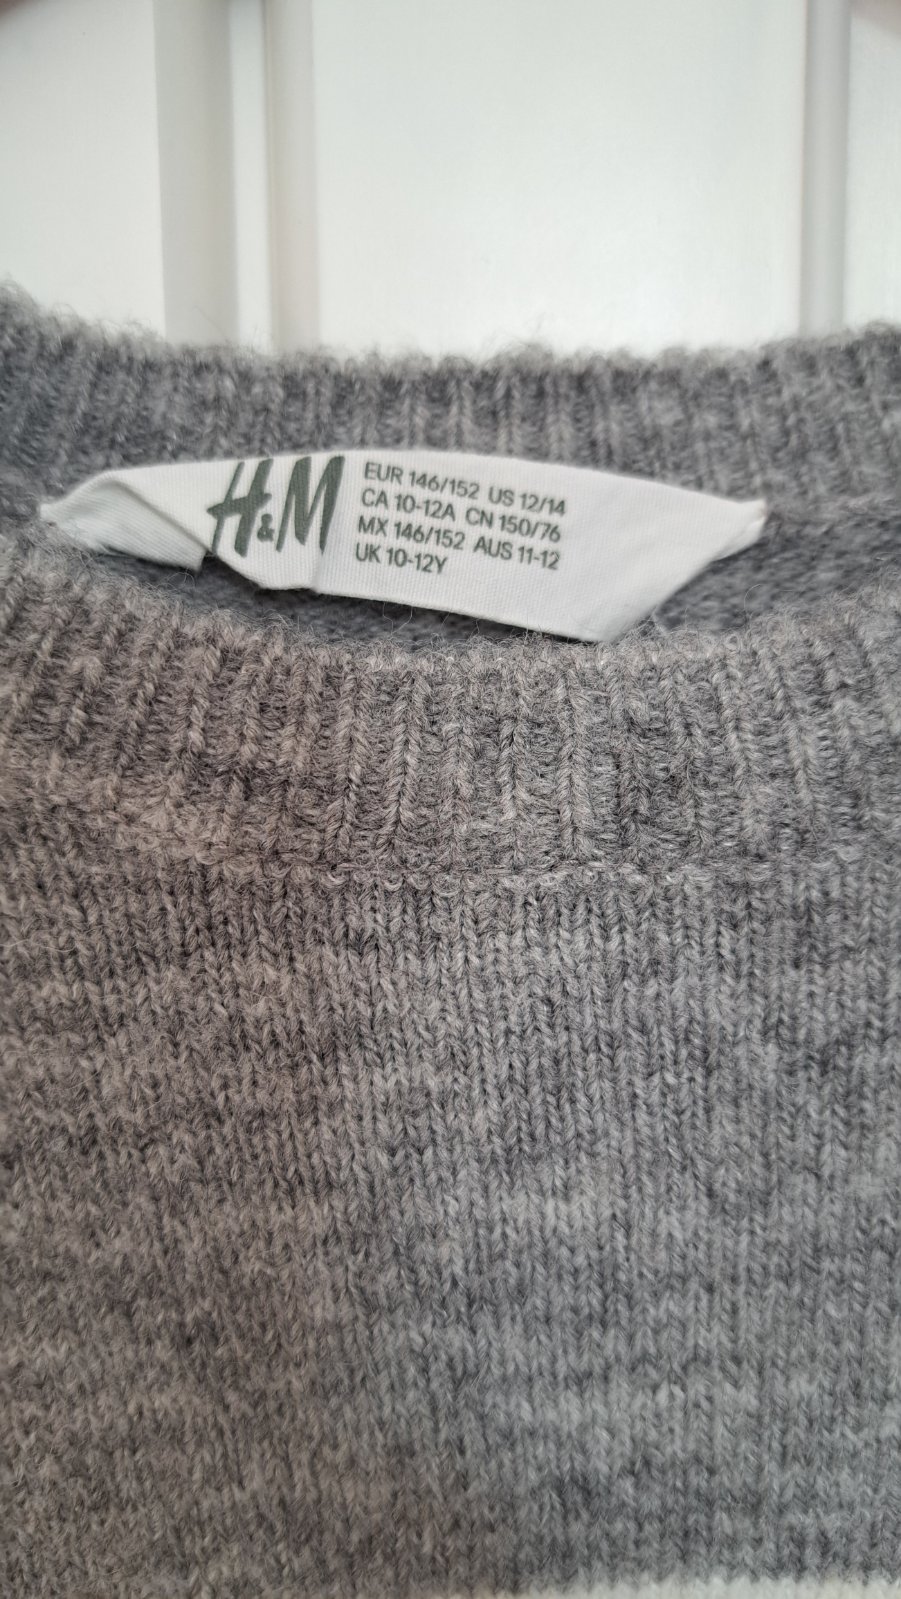 H&M
EUR 146/152 US 12/14
CA 10-12A CN 150/76
MX 146/152 AUS 11-12
UK 10-12Y